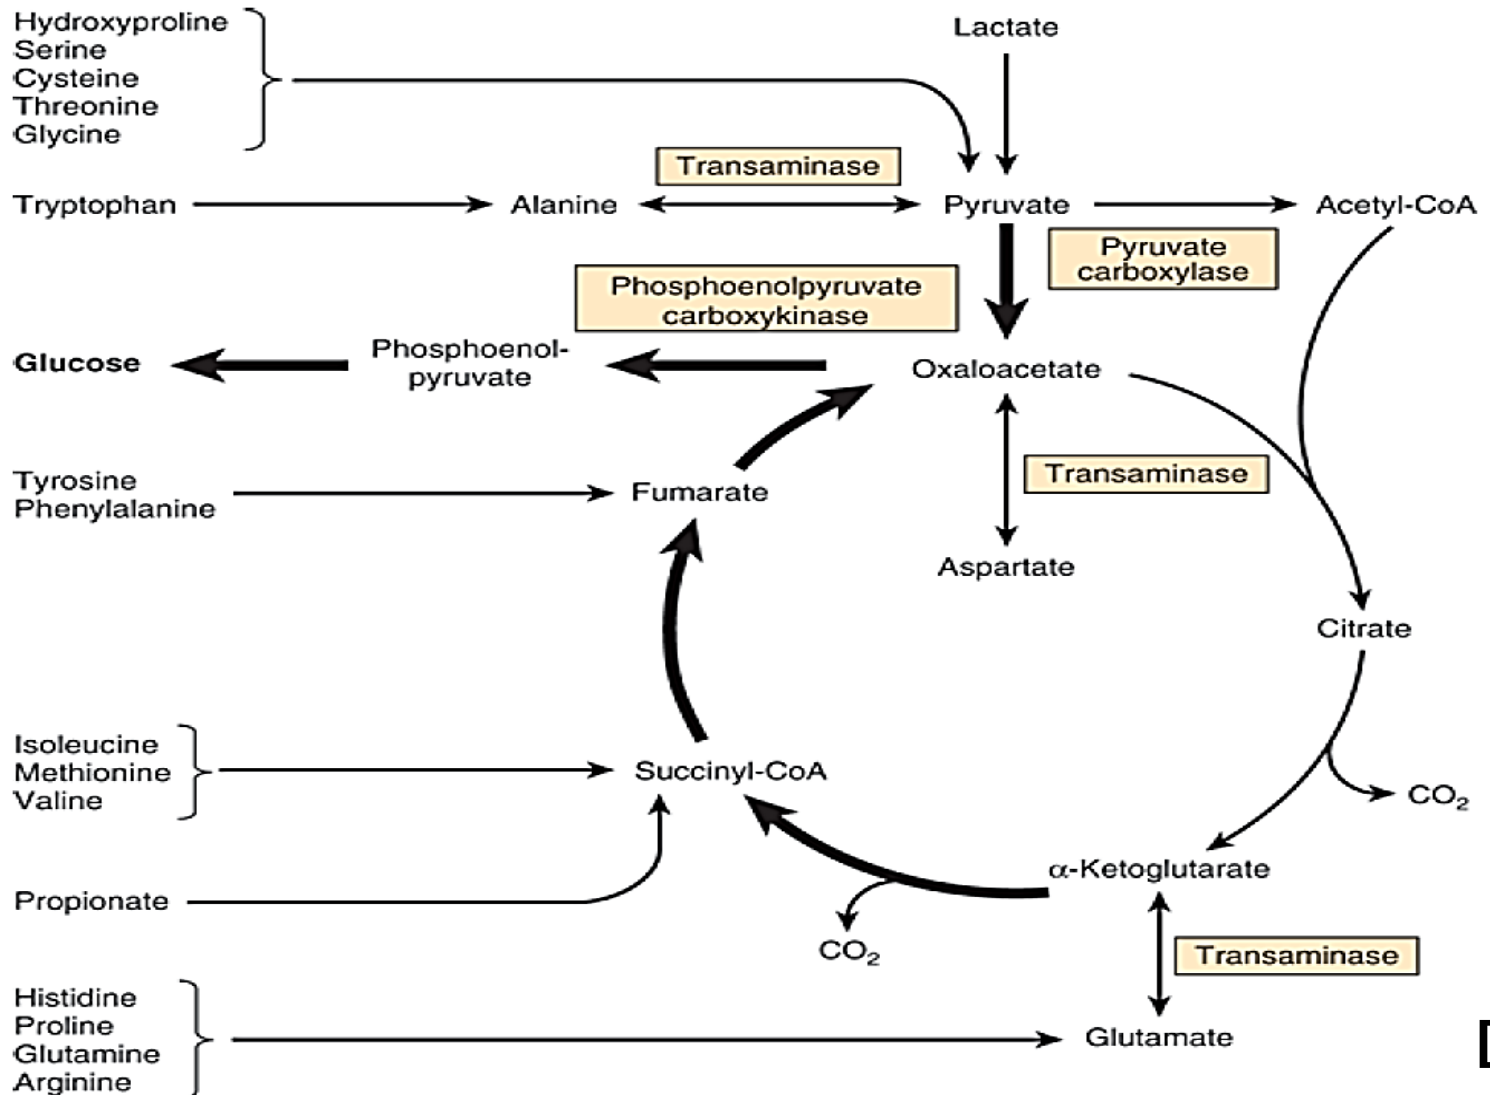 Hydroxyproline
Serine
Cysteine
Threonine
Glycine
Lactate
Transaminase
Tryptophan
Alanine
Pyruvate
Acetyl-CoA
Pyruvate
carboxylase
Phosphoenolpyruvate
carboxykinase
Glucose
Phosphoenol-
pyruvate
Oxaloacetate
Tyrosine
Phenylalanine
Fumarate
Transaminase
Aspartate
Citrate
Isoleucine
Methionine
Valine
Succinyl-CoA
CO₂
Propionate
α-Ketoglutarate
CO₂
Transaminase
Histidine
Proline
Glutamine
Arginine
Glutamate